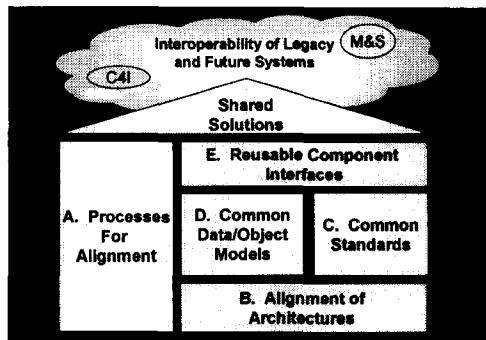 Interoperability of Legacy
and Future Systems
M&S
C4I
Shared
Solutions
E. Reusable Component
Interfaces
A. Processes
For
Alignment
D. Common
Data/Object
Models
C. Common
Standards
B. Alignment of
Architectures